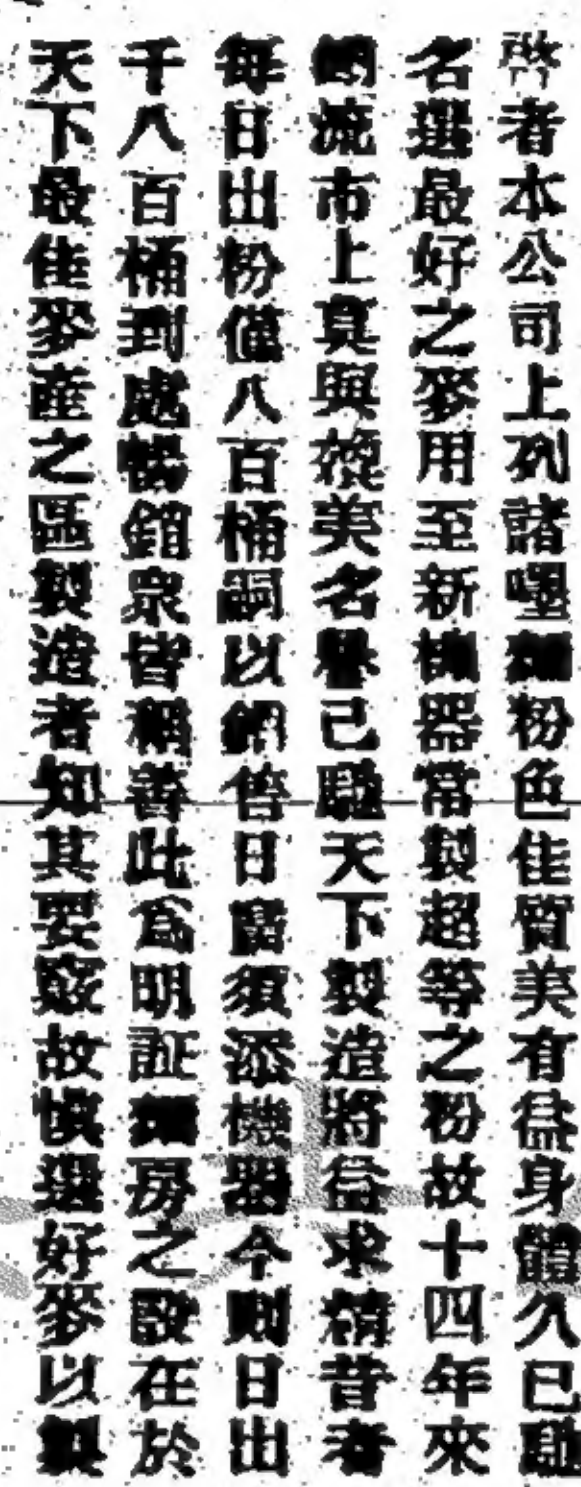 啓者本公司上列諸嘜麵粉色佳質美有益身體久已馳
名選最好之麥用至新機器常製超等之粉故十四年來
銷流市上真與換美名譽己馳天下製造將益求精昔者
每日出粉僅八百桶嗣以銷售日廣須添機器今則日出
千八百桶到處暢銷衆皆稱善此爲明証麵房之設在於
天下最佳麥產之區製造者知其要竅故慎選好麥以製